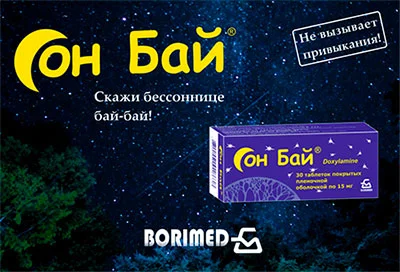 Сон Бай®
Не вызывает
привыкания!
Скажи бессоннице
бай-бай!
Сон Бай®
Doxylamine
30 таблеток покрытых
пленочной
оболочкой по 15 мг
BORIMED